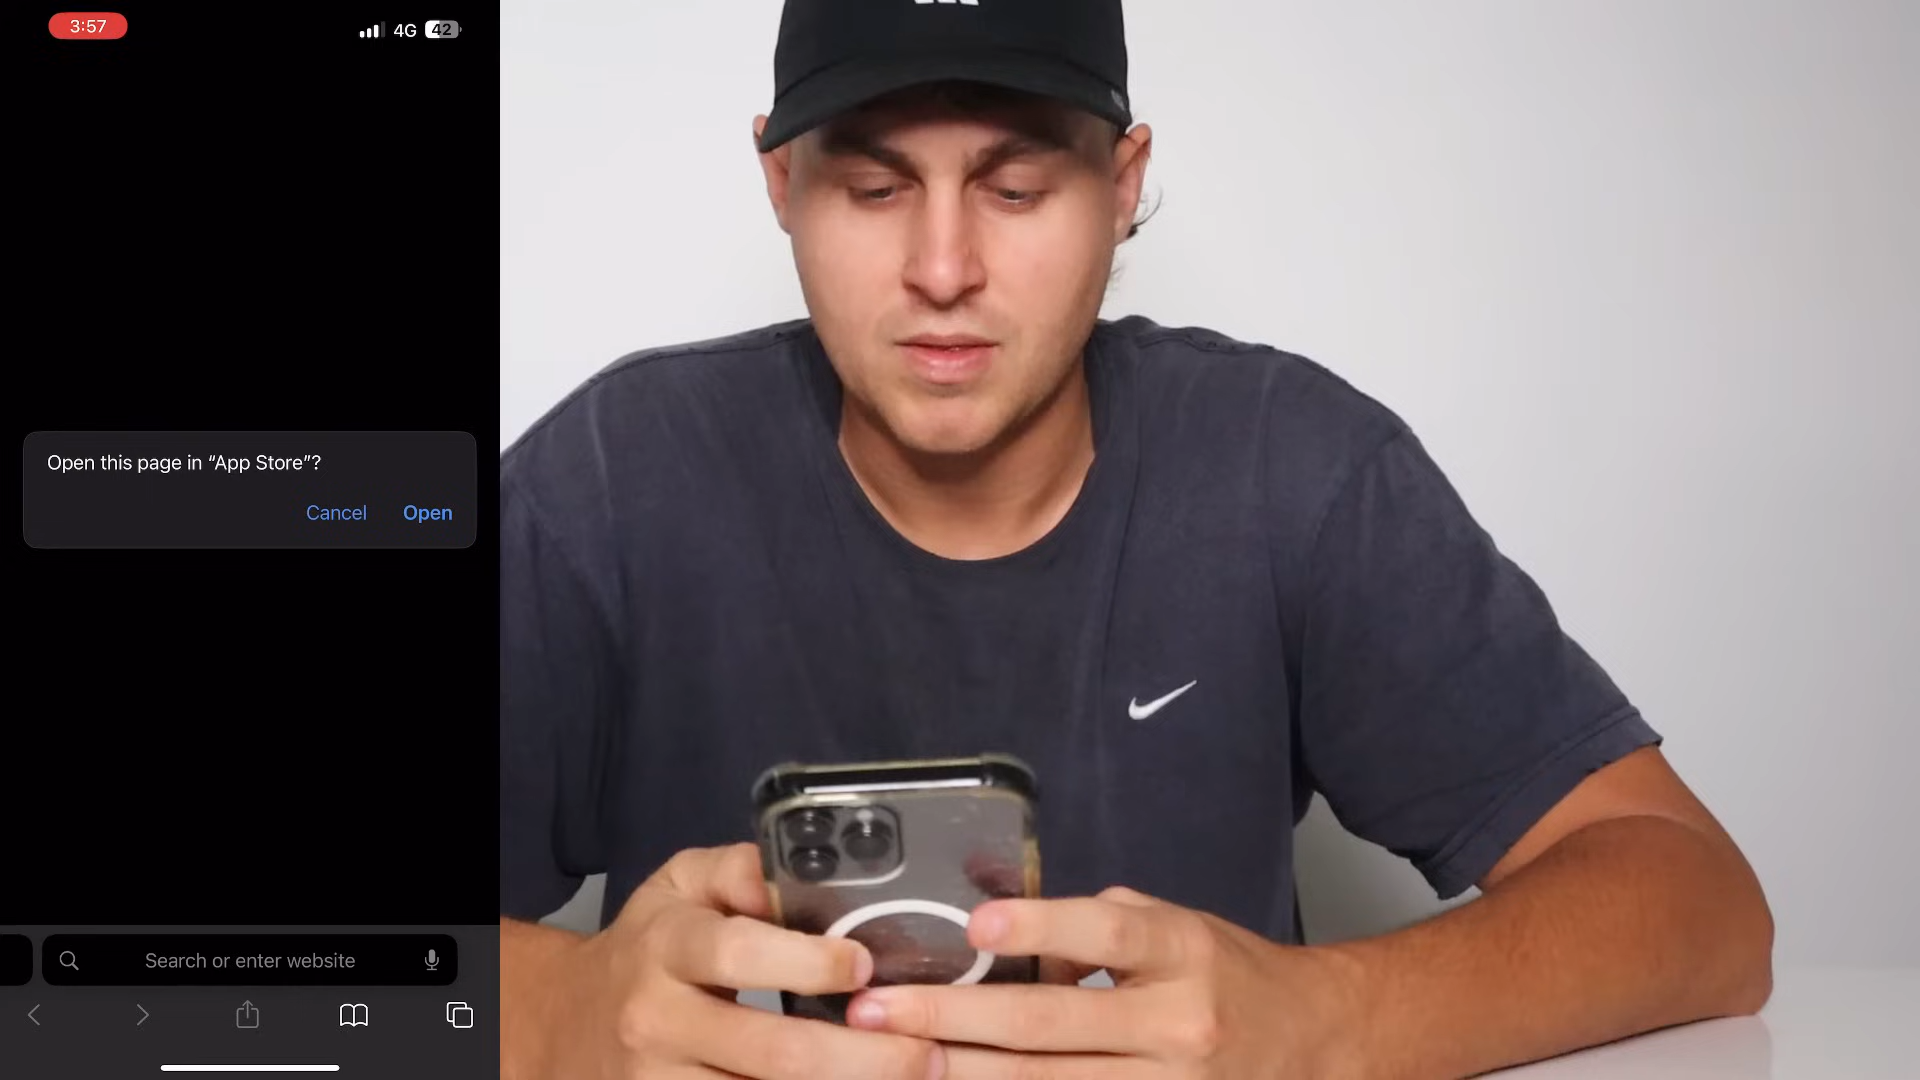 3:57
4G 42
Open this page in “App Store”?
Cancel Open
Search or enter website